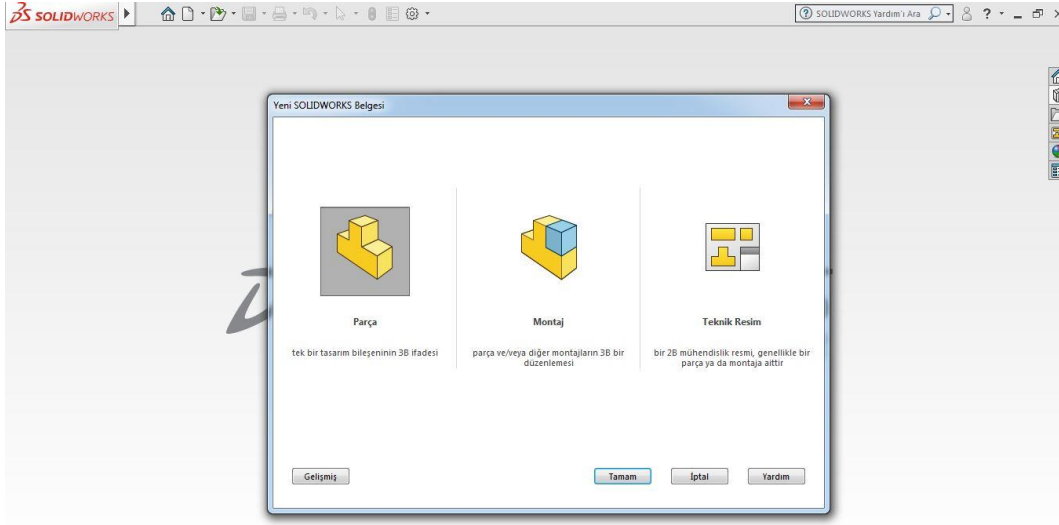 SOLIDWORKS
SOLIDWORKS Yardım'ı Ara
?
Yeni SOLIDWORKS Belgesi
Parça
Montaj
Teknik Resim
tek bir tasarım bileşeninin 3B ifadesi
parça ve/veya diğer montajların 3B bir
düzenlemesi
bir 2B mühendislik resmi, genellikle bir
parça ya da montaja aittir
Gelişmiş
Tamam
İptal
Yardım